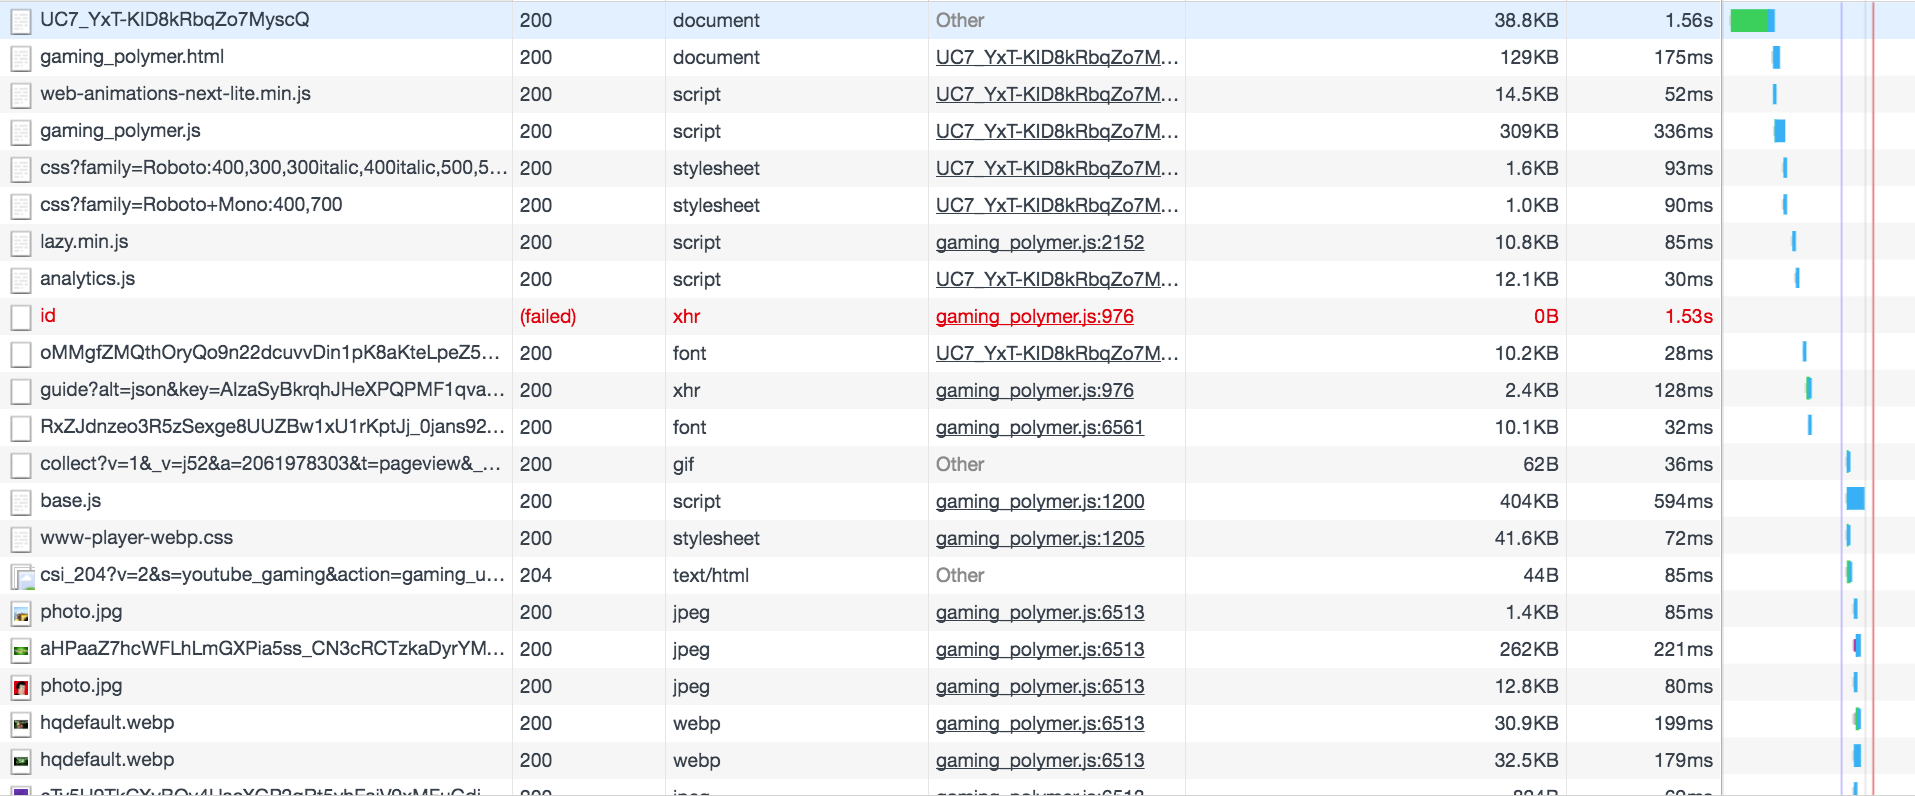 UC7_YxT-KID8kRbqZo7MyscQ 200 document Other 38.8KB 1.56s
gaming_polymer.html 200 document UC7_YxT-KID8kRbqZo7M... 129KB 175ms
web-animations-next-lite.min.js 200 script UC7_YxT-KID8kRbqZo7M... 14.5KB 52ms
gaming_polymer.js 200 script UC7_YxT-KID8kRbqZo7M... 309KB 336ms
css?family=Roboto:400,300,300italic,400italic,500,5... 200 stylesheet UC7_YxT-KID8kRbqZo7M... 1.6KB 93ms
css?family=Roboto+Mono:400,700 200 stylesheet UC7_YxT-KID8kRbqZo7M... 1.0KB 90ms
lazy.min.js 200 script gaming_polymer.js:2152 10.8KB 85ms
analytics.js 200 script UC7_YxT-KID8kRbqZo7M... 12.1KB 30ms
id (failed) xhr gaming_polymer.js:976 0B 1.53s
oMMgfZMQthOryQo9n22dcuvvDin1pK8aKteLpeZ5... 200 font UC7_YxT-KID8kRbqZo7M... 10.2KB 28ms
guide?alt=json&key=AIzaSyBkrqhJHeXPQPMF1qva... 200 xhr gaming_polymer.js:976 2.4KB 128ms
RxZJdnzeo3R5zSexge8UUZBw1xU1rKptJj_0jans92... 200 font gaming_polymer.js:6561 10.1KB 32ms
collect?v=1&_v=j52&a=2061978303&t=pageview&_... 200 gif Other 62B 36ms
base.js 200 script gaming_polymer.js:1200 404KB 594ms
www-player-webp.css 200 stylesheet gaming_polymer.js:1205 41.6KB 72ms
csi_204?v=2&s=youtube_gaming&action=gaming_u... 204 text/html Other 44B 85ms
photo.jpg 200 jpeg gaming_polymer.js:6513 1.4KB 85ms
aHPaaZ7hcWFLhLmGXPia5ss_CN3cRCTzkaDyrYM... 200 jpeg gaming_polymer.js:6513 262KB 221ms
photo.jpg 200 jpeg gaming_polymer.js:6513 12.8KB 80ms
hqdefault.webp 200 webp gaming_polymer.js:6513 30.9KB 199ms
hqdefault.webp 200 webp gaming_polymer.js:6513 32.5KB 179ms
200 jpeg gaming_polymer.js:6513